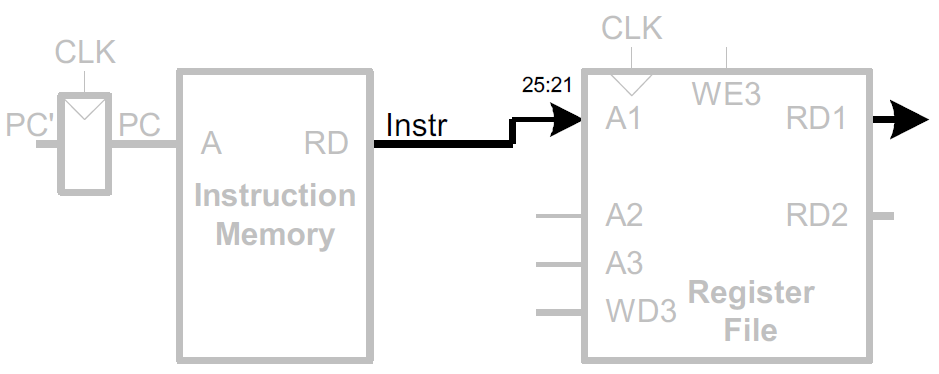 CLK
25:21
CLK
WE3
PC'
PC
A
RD
Instr
A1
RD1
Instruction
Memory
A2
RD2
A3
WD3
Register
File